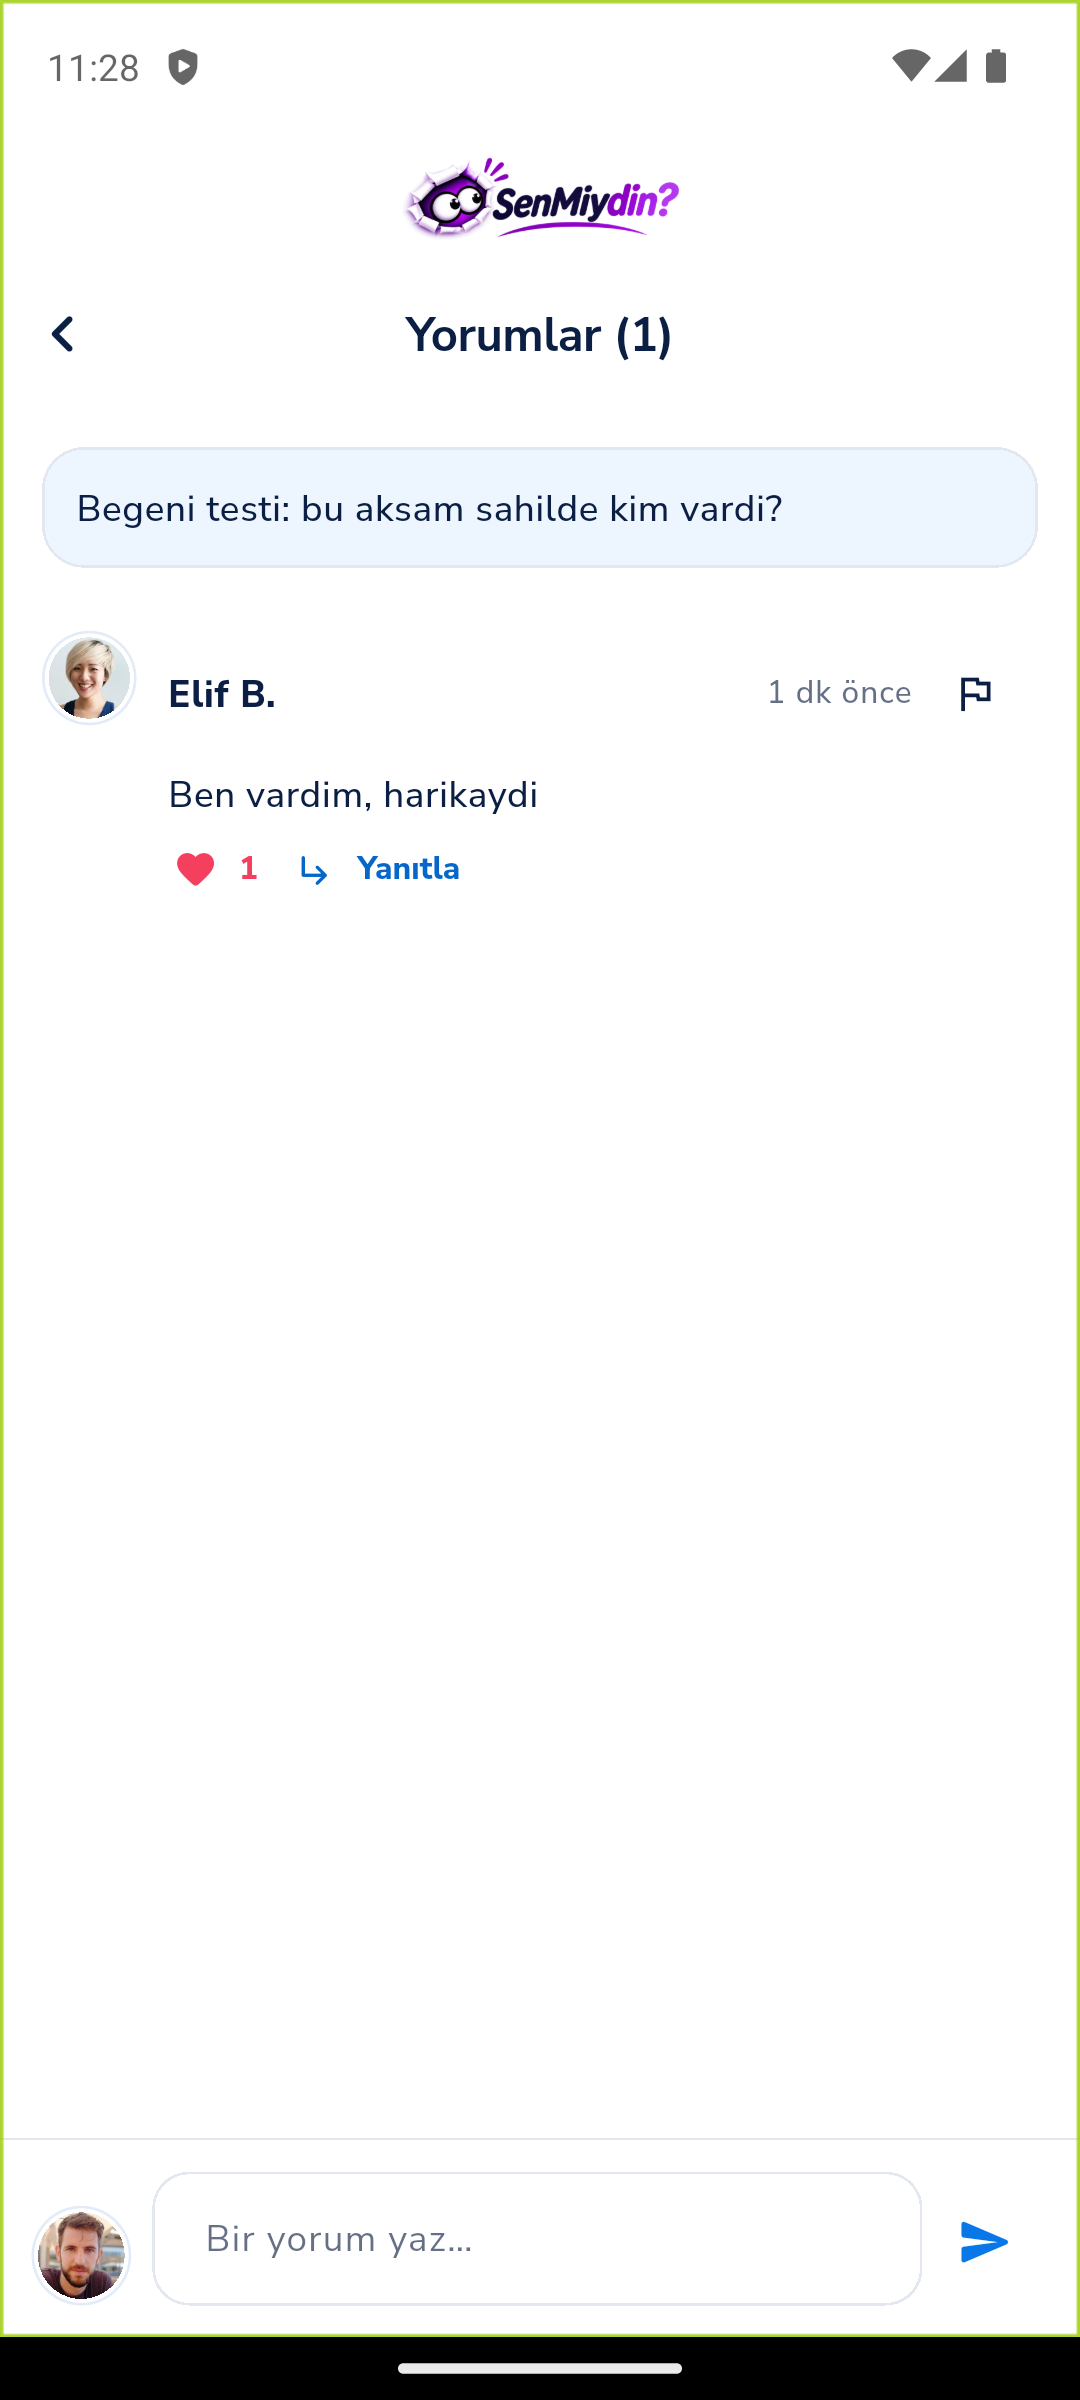 11:28
SenMiydin?
Yorumlar (1)
Begeni testi: bu aksam sahilde kim vardi?
Elif B.
1 dk önce
Ben vardim, harikaydi
1
Yanıtla
Bir yorum yaz...